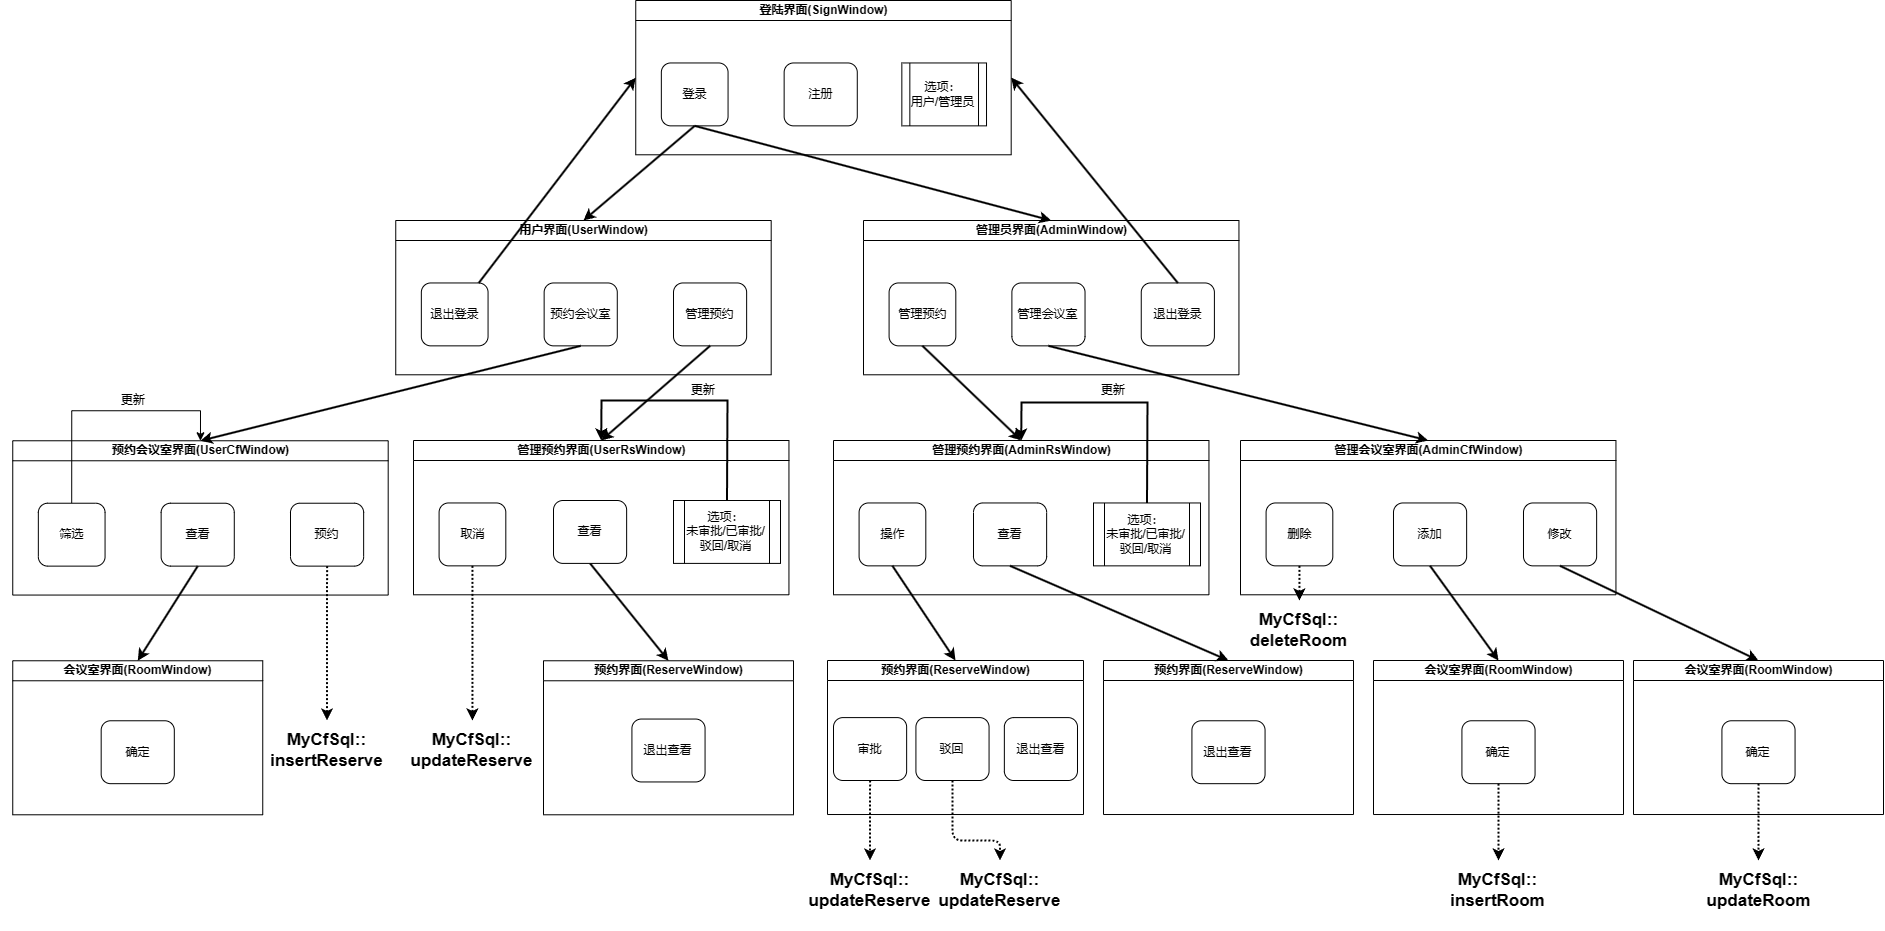 登陆界面(SignWindow)
登录
注册
选项：
用户/管理员
用户界面(UserWindow)
退出登录
预约会议室
管理预约
管理员界面(AdminWindow)
管理预约
管理会议室
退出登录
更新
更新
更新
预约会议室界面(UserCfWindow)
筛选
查看
预约
管理预约界面(UserRsWindow)
取消
查看
选项：
未审批/已审批/
驳回/取消
管理预约界面(AdminRsWindow)
操作
查看
选项：
未审批/已审批/
驳回/取消
管理会议室界面(AdminCfWindow)
删除
添加
修改
MyCfSql::
deleteRoom
会议室界面(RoomWindow)
确定
MyCfSql::
insertReserve
MyCfSql::
updateReserve
预约界面(ReserveWindow)
退出查看
预约界面(ReserveWindow)
审批
驳回
退出查看
预约界面(ReserveWindow)
退出查看
会议室界面(RoomWindow)
确定
会议室界面(RoomWindow)
确定
MyCfSql::
updateReserve
MyCfSql::
updateReserve
MyCfSql::
insertRoom
MyCfSql::
updateRoom